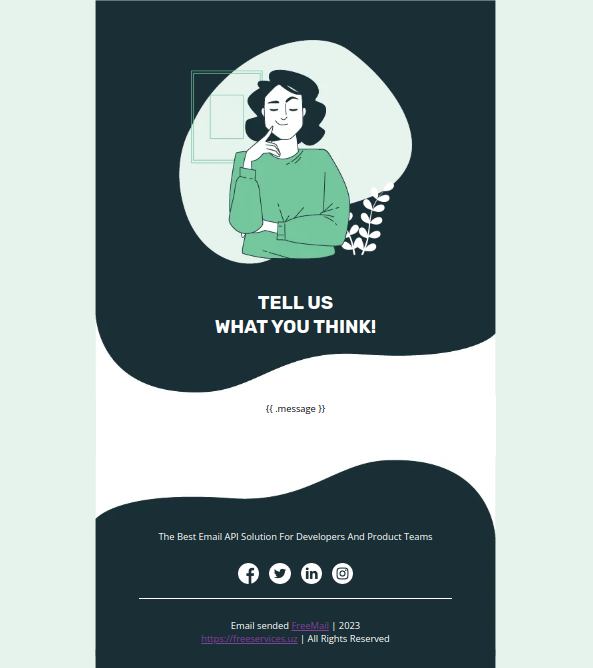 TELL US
WHAT YOU THINK!
{{ .message }}
The Best Email API Solution For Developers And Product Teams
Email sended FreeMail | 2023
https://freeservices.uz | All Rights Reserved